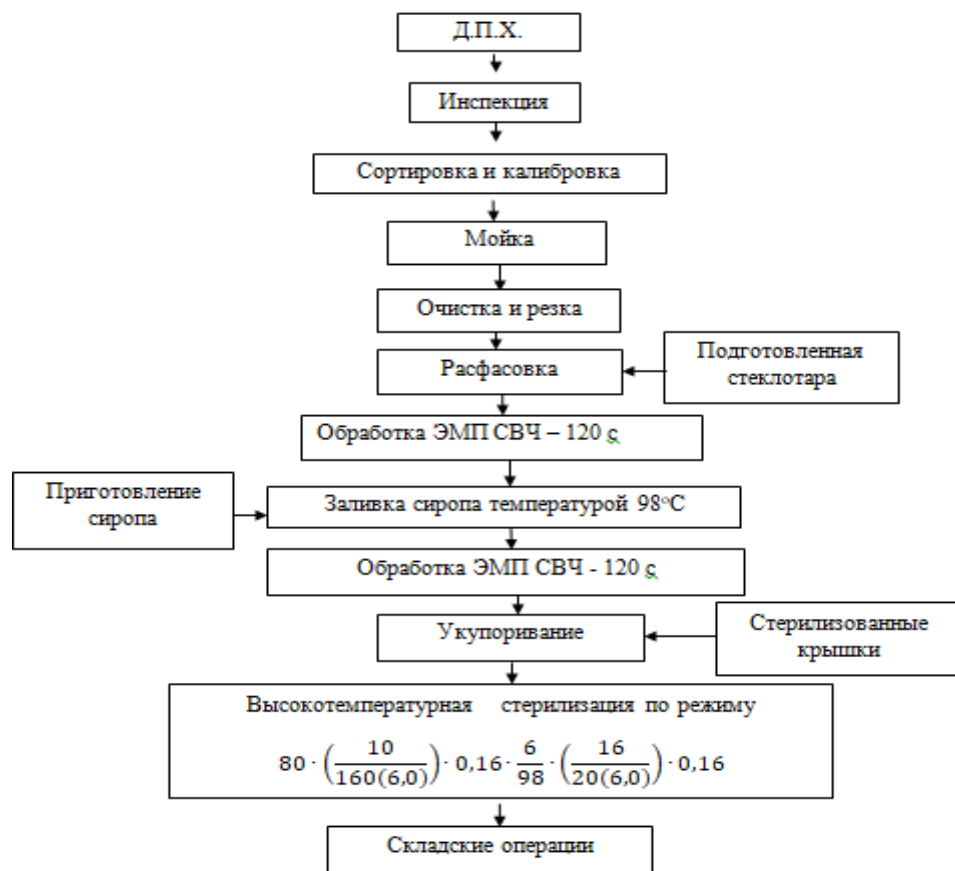 Д.П.Х.
Инспекция
Сортировка и калибровка
Мойка
Очистка и резка
Расфасовка
Подготовленная
стеклотара
Обработка ЭМП СВЧ – 120 с
Приготовление
сиропа
Заливка сиропа температурой 98°С
Обработка ЭМП СВЧ - 120 с
Укупоривание
Стерилизованные
крышки
Высокотемпературная стерилизация по режиму
80 · (10/160(6,0)) · 0,16 · 6/98 · (16/20(6,0)) · 0,16
Складские операции